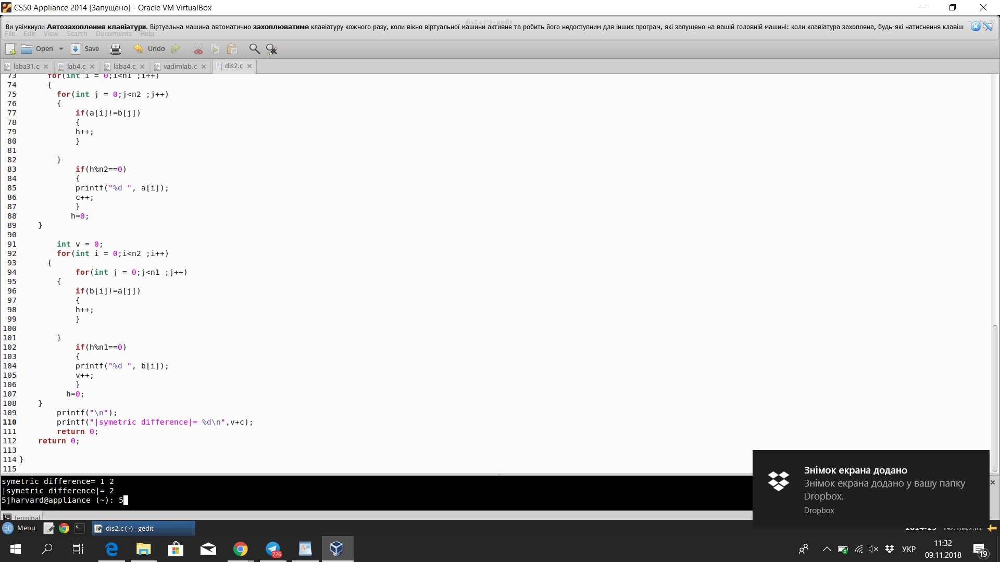 CS50 Appliance 2014 [Запущено] - Oracle VM VirtualBox
dis2.c (~) - gedit
Ви увімкнули Автозахоплення клавіатури. Віртуальна машина автоматично захоплюватиме клавіатуру кожного разу, коли вікно віртуальної машини активне та робить його недоступним для інших програм, які запущено на вашій головній машині: коли клавіатура захоплена, будь-які натиснення клавіш
File Edit View Search Documents Help
Open Save Undo
laba31.c lab4.c laba4.c vadimlab.c dis2.c
73 for(int i = 0;i<n1 ;i++)
74 {
75 for(int j = 0;j<n2 ;j++)
76 {
77 if(a[i]!=b[j])
78 {
79 h++;
80 }
81
82 }
83 if(h%n2==0)
84 {
85 printf("%d ", a[i]);
86 c++;
87 }
88 h=0;
89 }
90
91 int v = 0;
92 for(int i = 0;i<n2 ;i++)
93 {
94 for(int j = 0;j<n1 ;j++)
95 {
96 if(b[i]!=a[j])
97 {
98 h++;
99 }
100
101 }
102 if(h%n1==0)
103 {
104 printf("%d ", b[i]);
105 v++;
106 }
107 h=0;
108 }
109 printf("\n");
110 printf("|symetric difference|= %d\n",v+c);
111 return 0;
112 return 0;
113
114 }
115
symetric difference= 1 2
|symetric difference|= 2
5jharvard@appliance (~): 5
Знімок екрана додано
Знімок екрана додано у вашу папку
Dropbox.
Dropbox
Terminal
50 Menu dis2.c (~) - gedit
726
УКР
11:32
09.11.2018
19